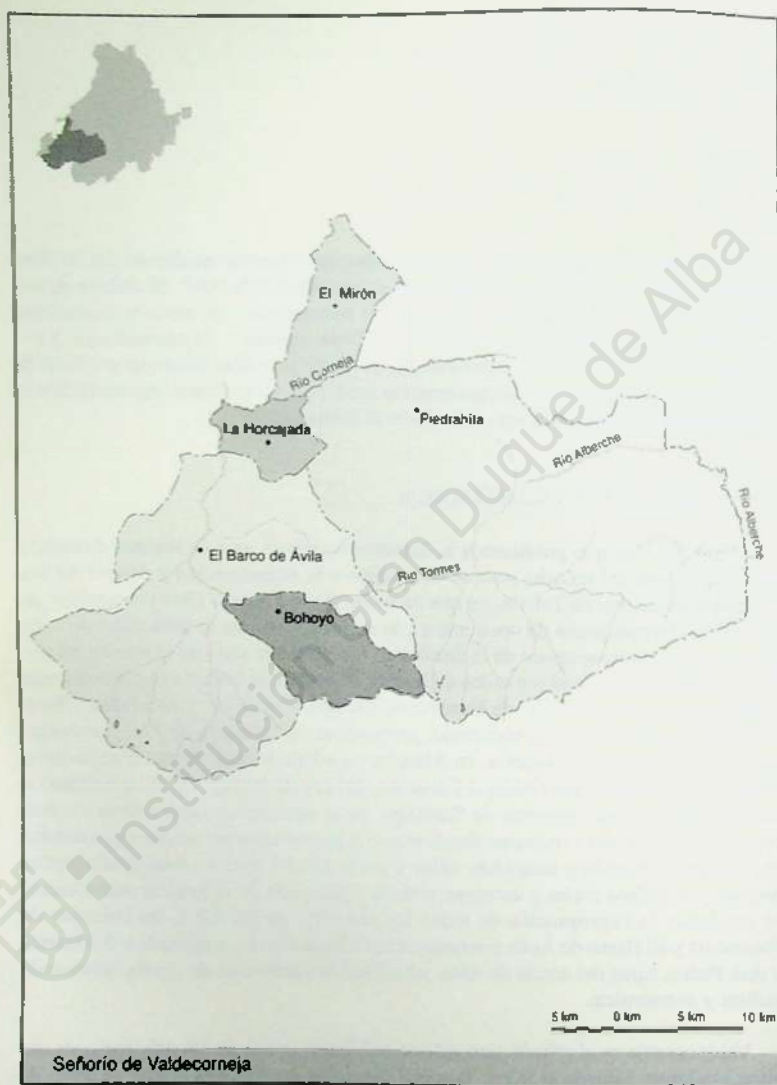 El Mirón
Río Corneja
La Horcajada
Piedrahita
Río Alberche
Río Alberche
El Barco de Ávila
Río Tormes
Bohoyo
5 km 0 km 5 km 10 km
Señorío de Valdecorneja
Institución Gran Duque de Alba